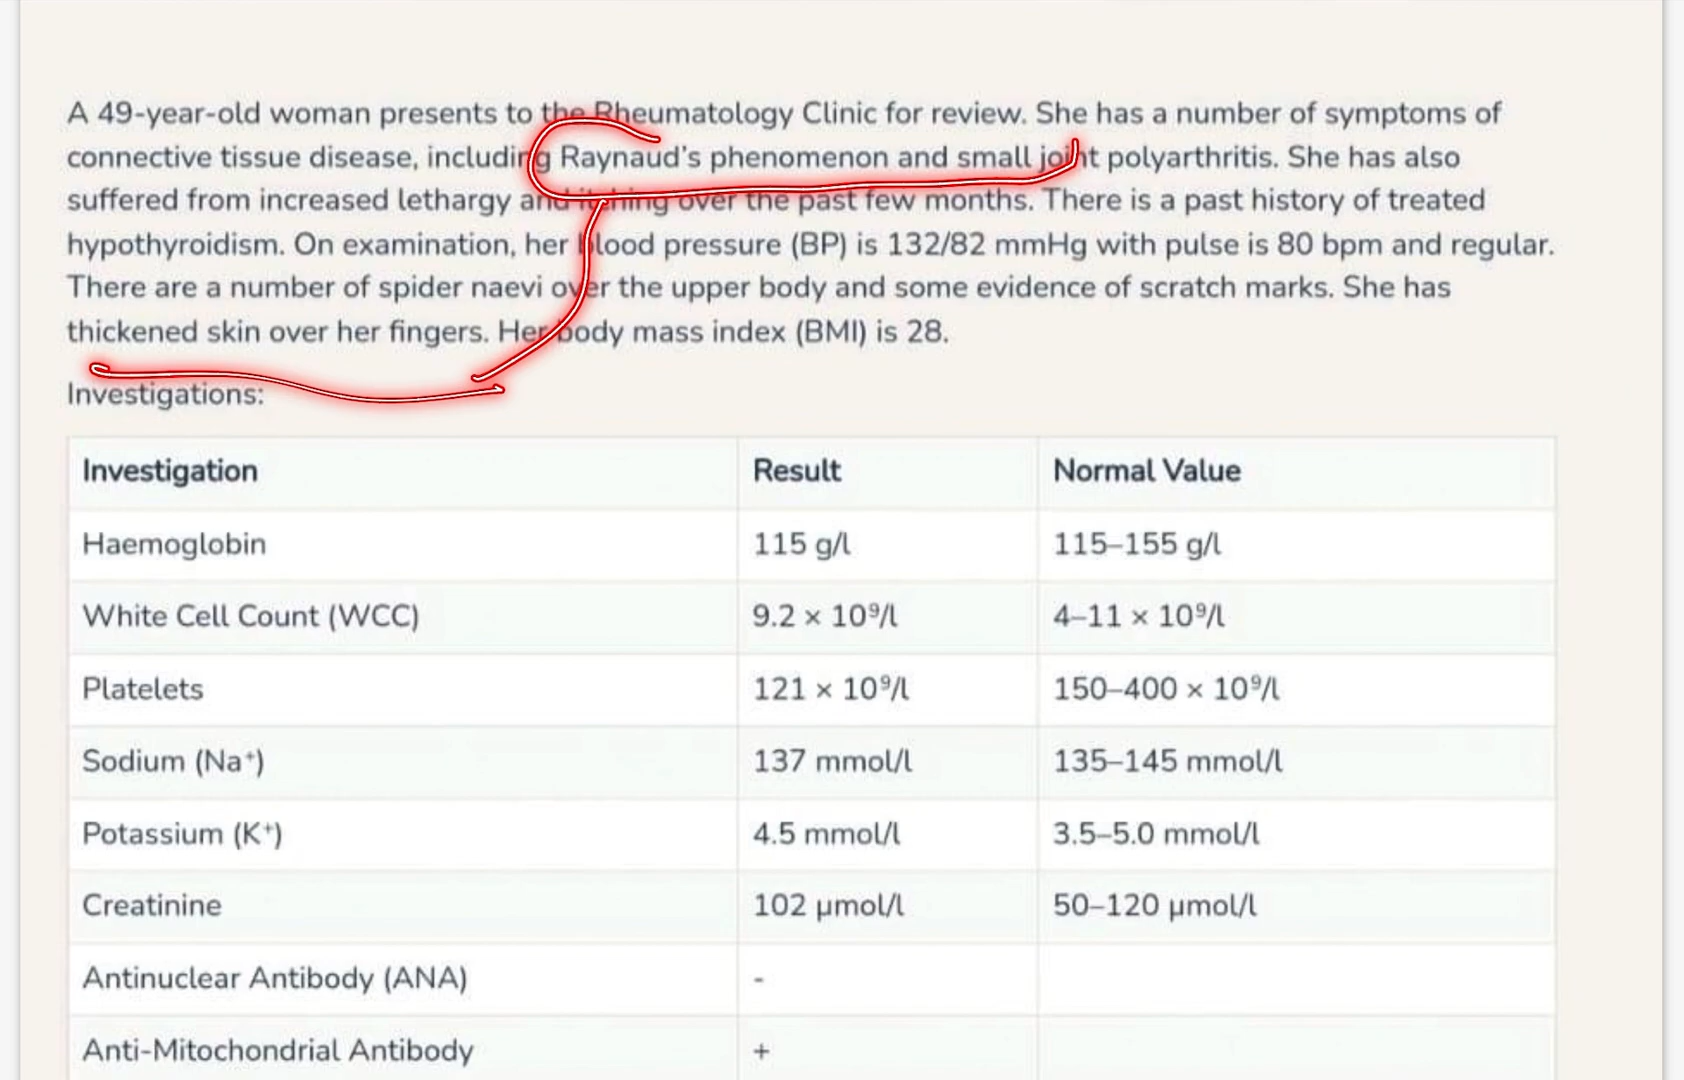 A 49-year-old woman presents to the Rheumatology Clinic for review. She has a number of symptoms of
connective tissue disease, including Raynaud's phenomenon and small joint polyarthritis. She has also
suffered from increased lethargy and itching over the past few months. There is a past history of treated
hypothyroidism. On examination, her blood pressure (BP) is 132/82 mmHg with pulse is 80 bpm and regular.
There are a number of spider naevi over the upper body and some evidence of scratch marks. She has
thickened skin over her fingers. Her body mass index (BMI) is 28.
Investigations:
Investigation Result Normal Value
Haemoglobin 115 g/l 115–155 g/l
White Cell Count (WCC) 9.2 × 10⁹/l 4–11 × 10⁹/l
Platelets 121 × 10⁹/l 150–400 × 10⁹/l
Sodium (Na⁺) 137 mmol/l 135–145 mmol/l
Potassium (K⁺) 4.5 mmol/l 3.5–5.0 mmol/l
Creatinine 102 µmol/l 50–120 µmol/l
Antinuclear Antibody (ANA) -
Anti-Mitochondrial Antibody +